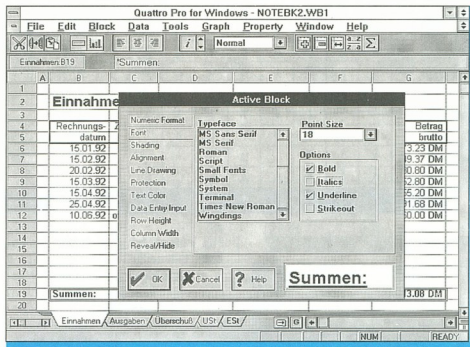 Quattro Pro for Windows - NOTEBK2.WB1
File Edit Block Data Tools Graph Property Window Help
Normal
Einnahmen:B19 "Summen:
A B C D E F G
1
2 Einnahme
3
4 Rechnungs- Betrag
5 datum brutto
6 15.01.92 3.23 DM
7 15.02.92 9.37 DM
8 20.02.92 0.80 DM
9 15.03.92 2.80 DM
10 15.04.92 5.20 DM
11 25.04.92 1.68 DM
12 10.06.92 0.00 DM
13
14
15
16
17
18
19 Summen: 3.08 DM
20
Active Block
Numeric Format
Font
Shading
Alignment
Line Drawing
Protection
Text Color
Data Entry Input
Row Height
Column Width
Reveal/Hide
Typeface
MS Sans Serif
MS Serif
Roman
Script
Small Fonts
Symbol
System
Terminal
Times New Roman
Wingdings
Point Size
18
Options
Bold
Italics
Underline
Strikeout
OK Cancel ? Help
Summen:
Einnahmen Ausgaben Überschuß USt ESt G
NUM READY